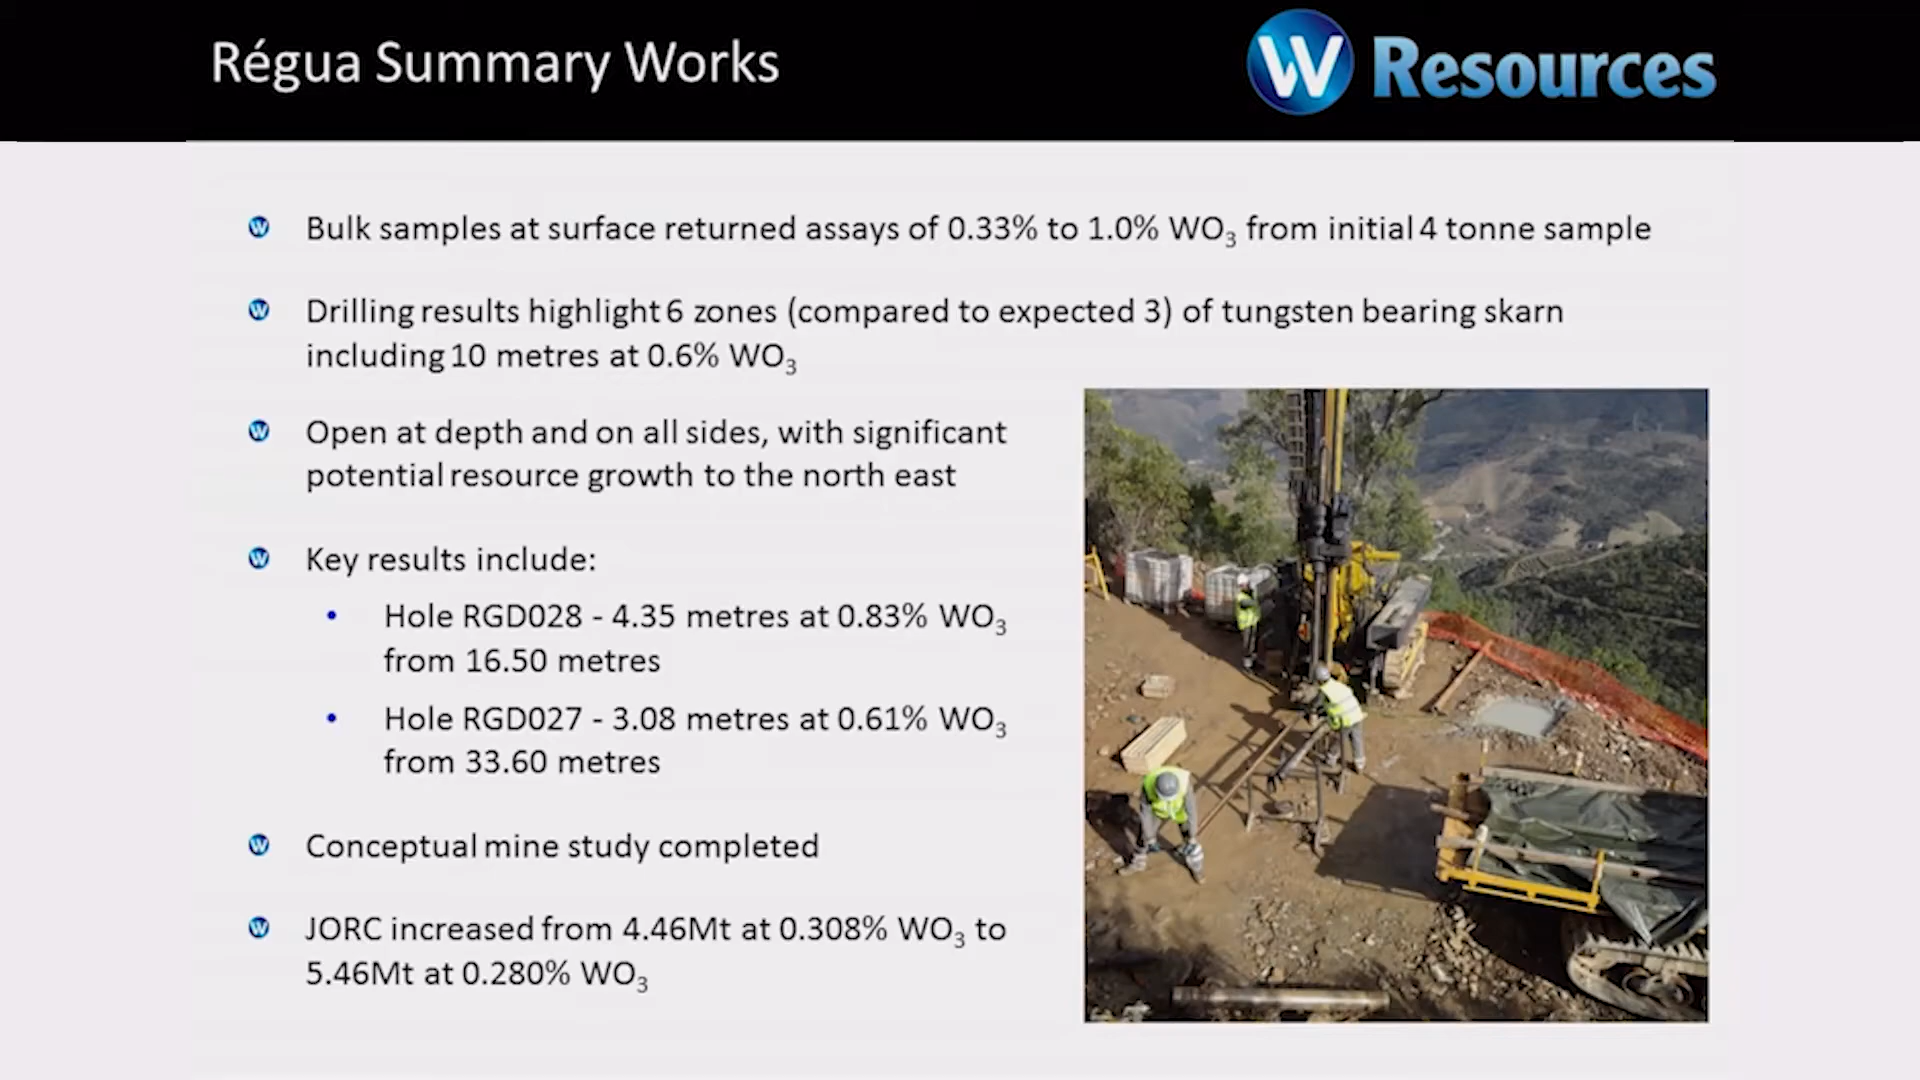 Régua Summary Works
W Resources
Bulk samples at surface returned assays of 0.33% to 1.0% WO₃ from initial 4 tonne sample
Drilling results highlight 6 zones (compared to expected 3) of tungsten bearing skarn
including 10 metres at 0.6% WO₃
Open at depth and on all sides, with significant
potential resource growth to the north east
Key results include:
• Hole RGD028 - 4.35 metres at 0.83% WO₃
from 16.50 metres
• Hole RGD027 - 3.08 metres at 0.61% WO₃
from 33.60 metres
Conceptual mine study completed
JORC increased from 4.46Mt at 0.308% WO₃ to
5.46Mt at 0.280% WO₃